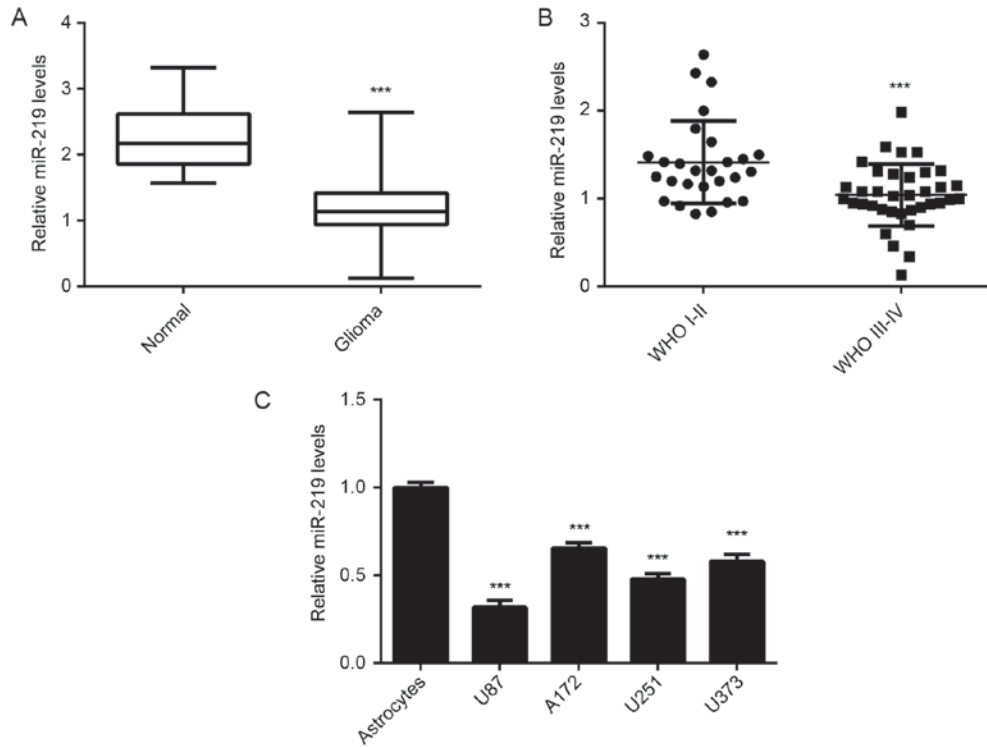 A
Relative miR-219 levels
4
3
2
1
0
***
Normal
Glioma
B
Relative miR-219 levels
3
2
1
0
***
WHO I-II
WHO III-IV
C
Relative miR-219 levels
1.5
1.0
0.5
0.0
***
***
***
***
Astrocytes
U87
A172
U251
U373